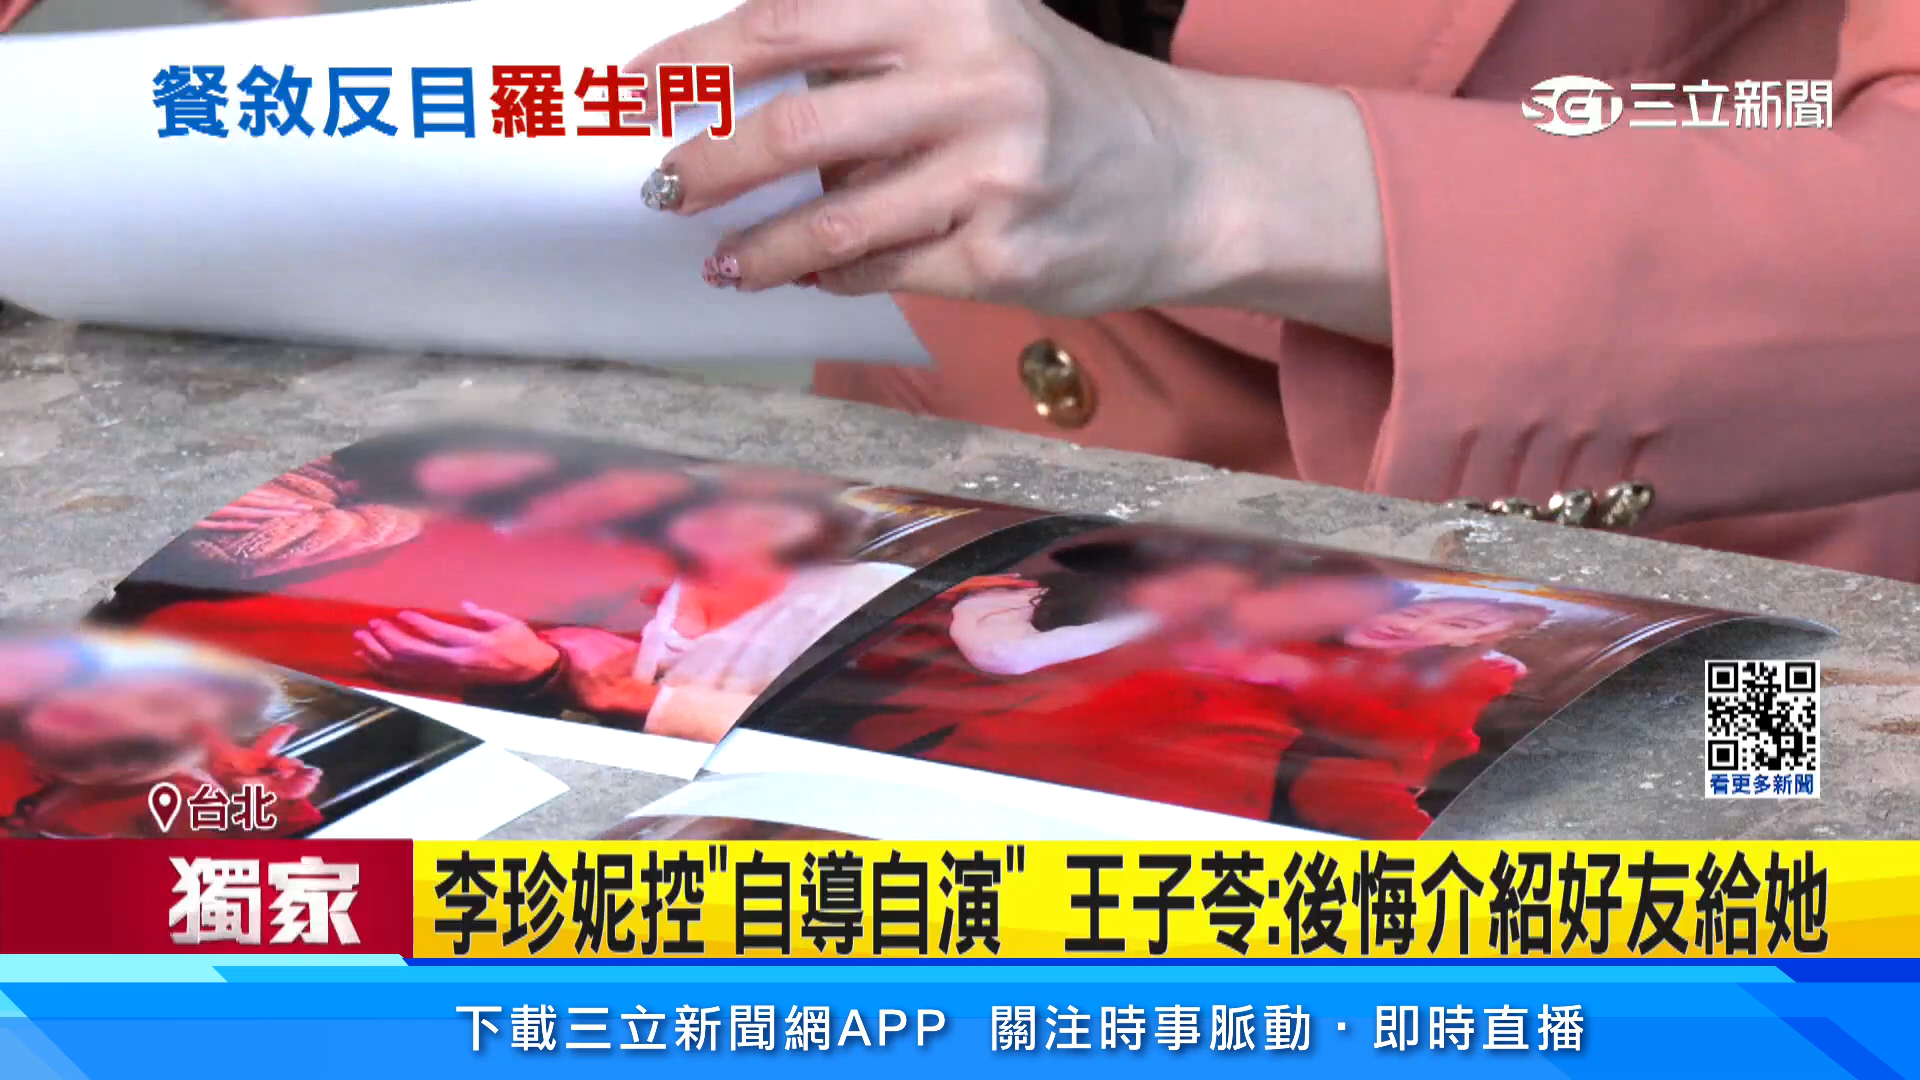 餐敘反目羅生門
SET三立新聞
看更多新聞
台北
獨家
李珍妮控"自導自演" 王子苓:後悔介紹好友給她
下載三立新聞網APP 關注時事脈動·即時直播